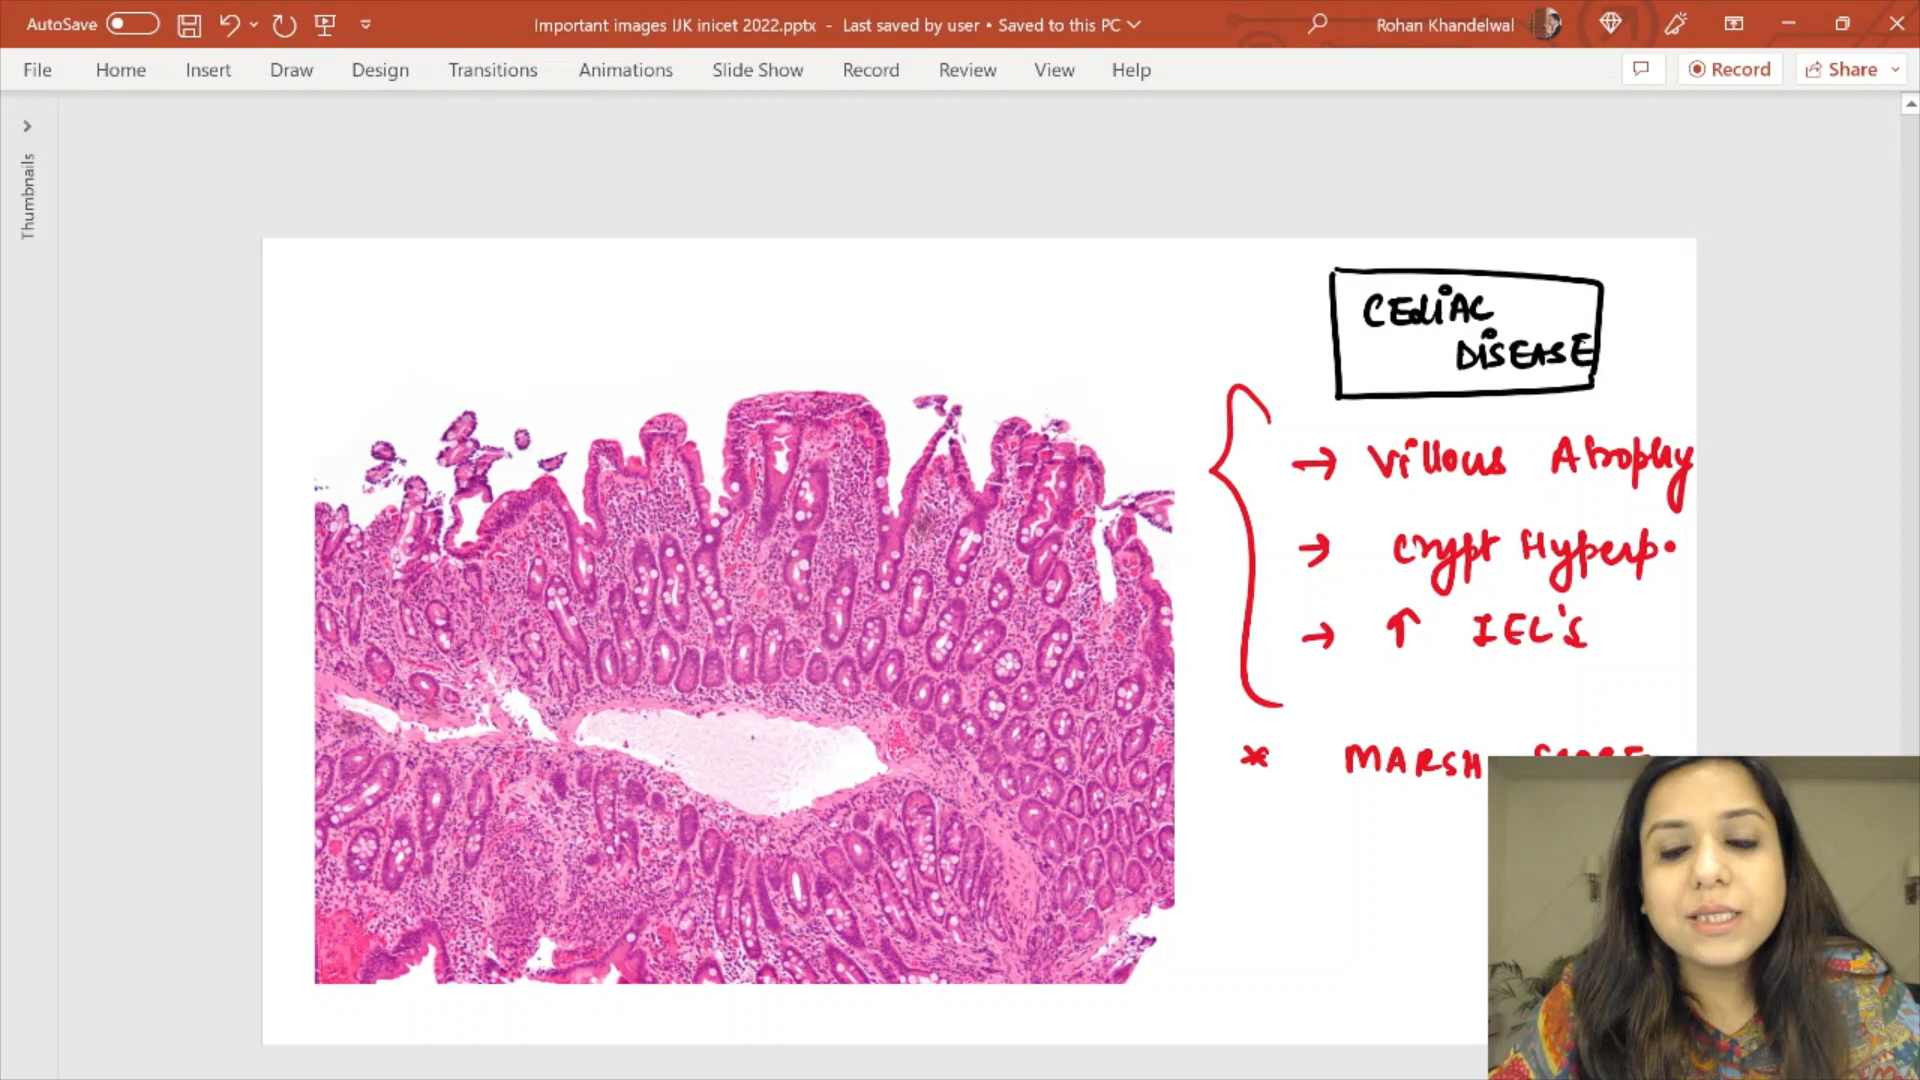 AutoSave
Important images IJK inicet 2022.pptx - Last saved by user • Saved to this PC
Rohan Khandelwal
File Home Insert Draw Design Transitions Animations Slide Show Record Review View Help
Record Share
Thumbnails
CELIAC
DISEASE
→ Villous Atrophy
→ Crypt Hyperp.
→ ↑ IEL's
* MARSH